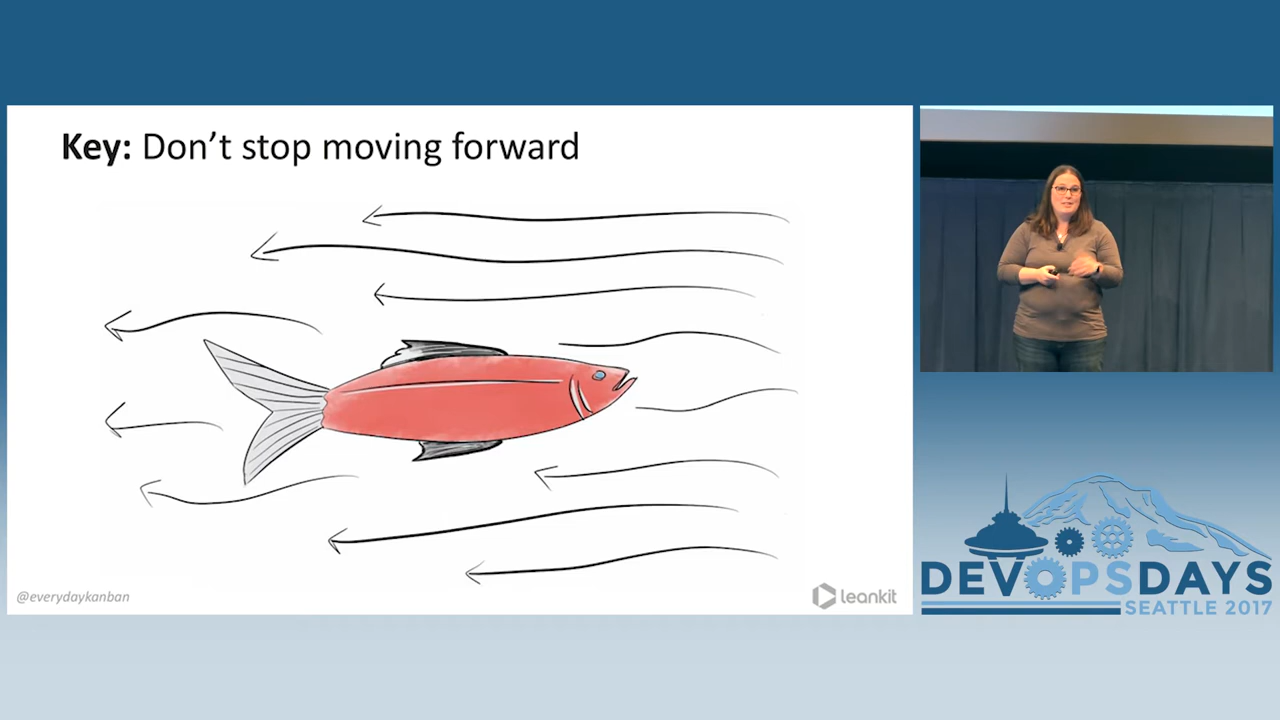 Key: Don't stop moving forward
@everydaykanban
leankit
DEVOPSDAYS
SEATTLE 2017